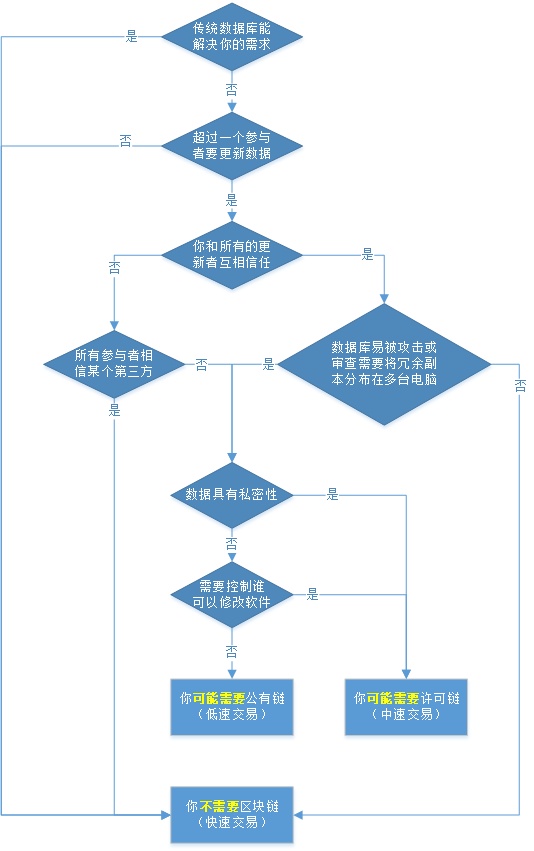 传统数据库能
解决你的需求
是
否
超过一个参与
者要更新数据
否
是
你和所有的更
新者互相信任
否
是
所有参与者相
信某个第三方
数据库易被攻击或
审查需要将冗余副
本分布在多台电脑
否
是
否
是
数据具有私密性
是
否
需要控制谁
可以修改软件
是
否
你可能需要公有链
（低速交易）
你可能需要许可链
（中速交易）
你不需要区块链
（快速交易）